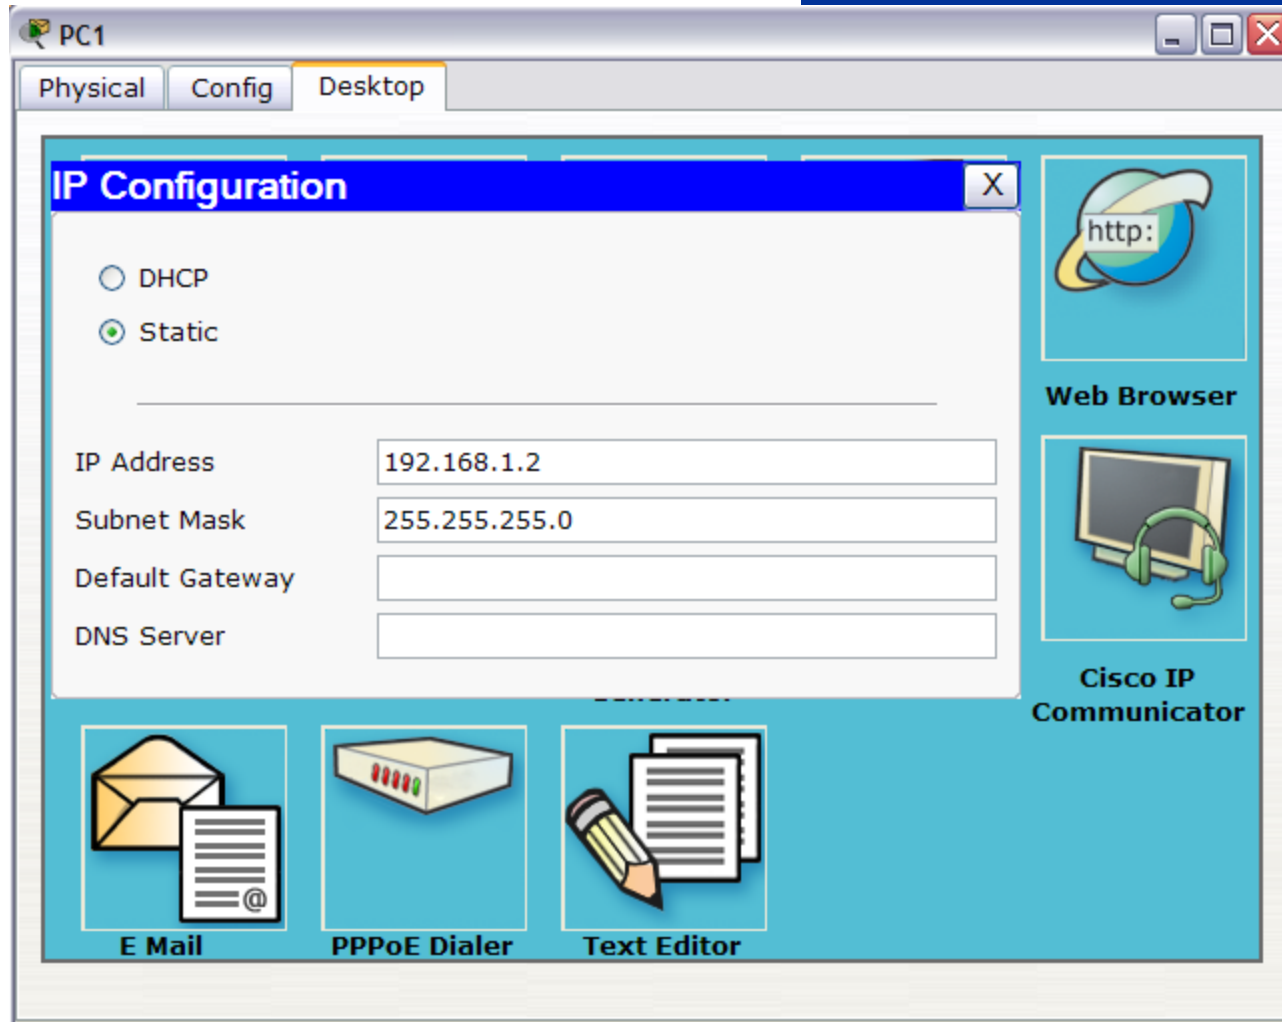 PC1
Physical Config Desktop
IP Configuration X
DHCP
Static
IP Address 192.168.1.2
Subnet Mask 255.255.255.0
Default Gateway
DNS Server
http:
Web Browser
Cisco IP
Communicator
@
E Mail PPPoE Dialer Text Editor